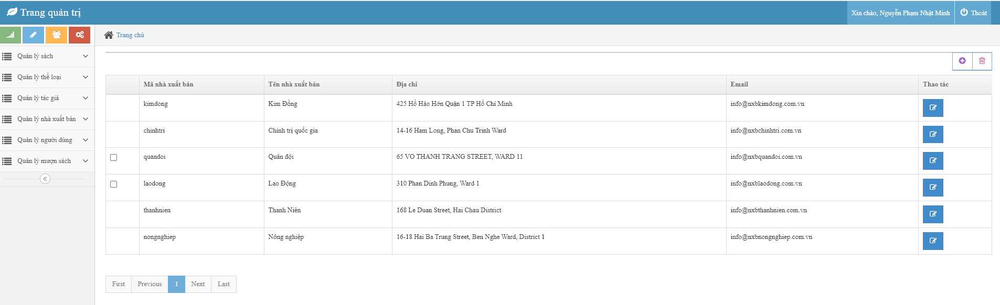 Trang quản trị
Xin chào, Nguyễn Phạm Nhật Minh
Thoát
Trang chủ
Quản lý sách
Quản lý thể loại
Quản lý tác giả
Quản lý nhà xuất bản
Quản lý người dùng
Quản lý mượn sách
Mã nhà xuất bản Tên nhà xuất bản Địa chỉ Email Thao tác
kimdong Kim Đồng 425 Hồ Hảo Hớn Quận 1 TP Hồ Chí Minh info@nxbkimdong.com.vn
chinhtri Chính trị quốc gia 14-16 Ham Long, Phan Chu Trinh Ward info@nxbchinhtri.com.vn
quandoi Quân đội 65 VO THANH TRANG STREET, WARD 11 info@nxbquandoi.com.vn
laodong Lao Động 310 Phan Dinh Phung, Ward 1 info@nxblaodong.com.vn
thanhnien Thanh Niên 168 Le Duan Street, Hai Chau District info@nxbthanhnien.com.vn
nongnghiep Nông nghiệp 16-18 Hai Ba Trung Street, Ben Nghe Ward, District 1 info@nxbnongnghiep.com.vn
First Previous 1 Next Last